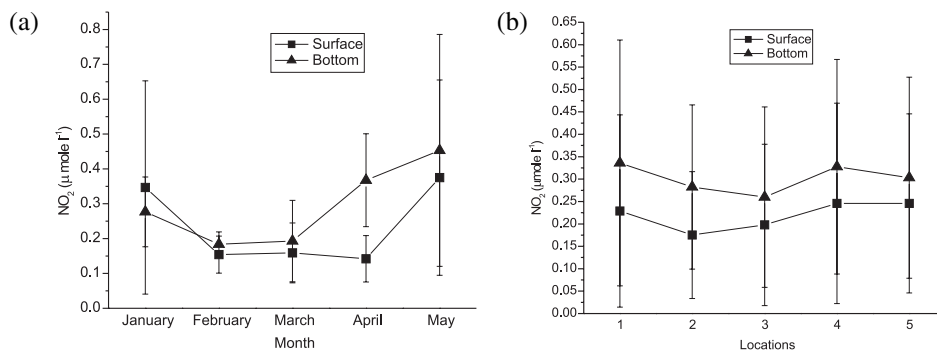 (a)
0.8
0.7
0.6
0.5
0.4
0.3
0.2
0.1
0.0
NO₂ (μ mole l⁻¹)
Surface
Bottom
January February March April May
Month
(b)
0.65
0.60
0.55
0.50
0.45
0.40
0.35
0.30
0.25
0.20
0.15
0.10
0.05
0.00
NO₂ (μmole l⁻¹)
Surface
Bottom
1 2 3 4 5
Locations